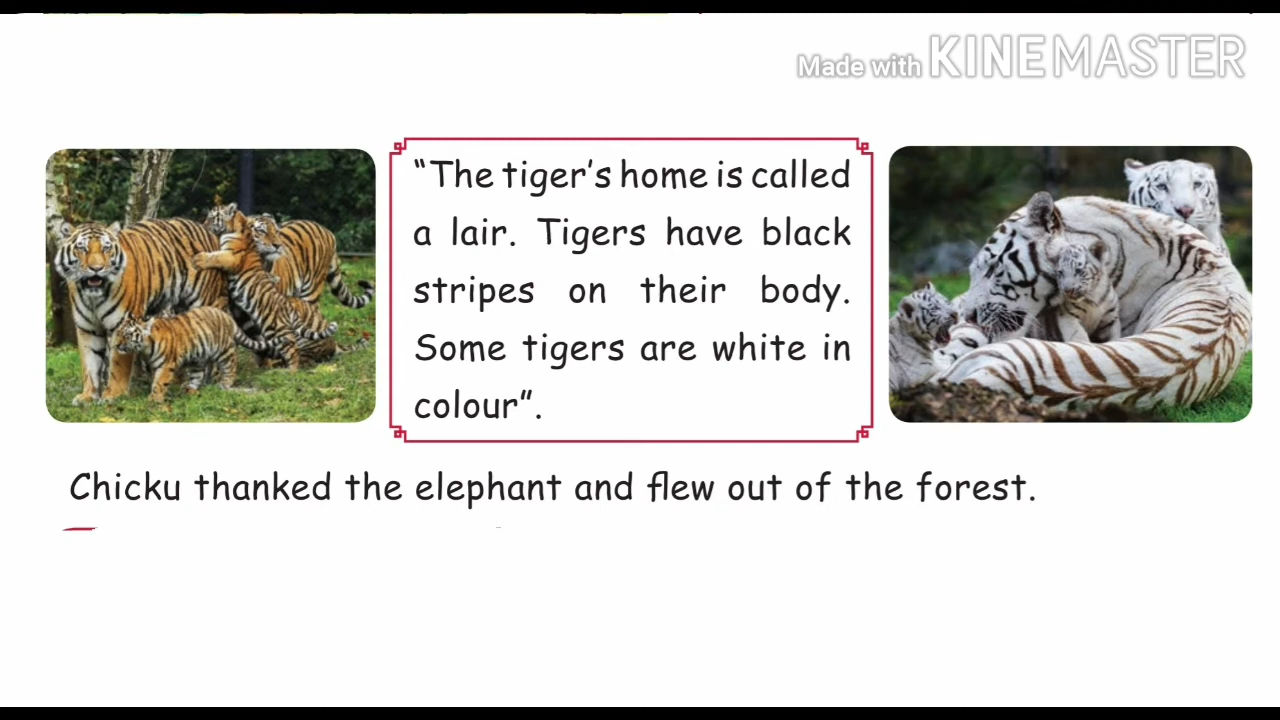 Made with KINEMASTER
“The tiger’s home is called
a lair. Tigers have black
stripes on their body.
Some tigers are white in
colour”.
Chicku thanked the elephant and flew out of the forest.